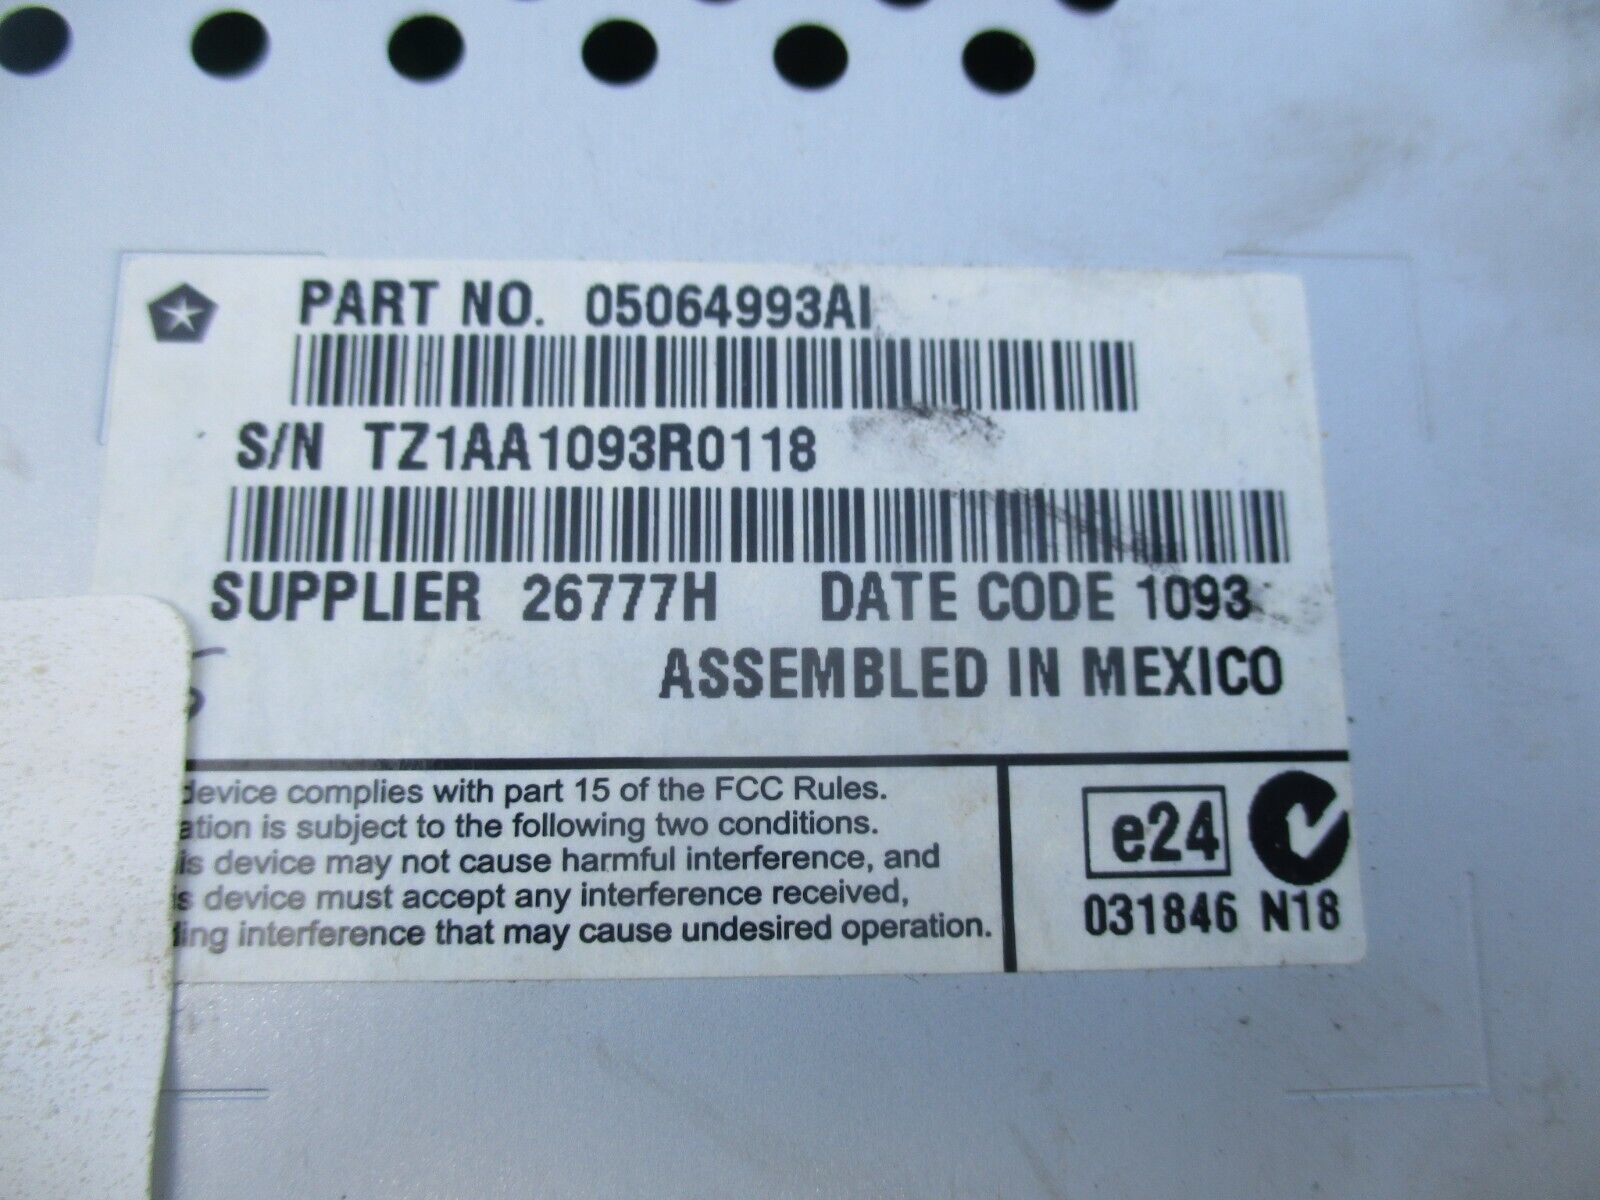 PART NO. 05064993AI
S/N TZ1AA1093R0118
SUPPLIER 26777H DATE CODE 1093
ASSEMBLED IN MEXICO
device complies with part 15 of the FCC Rules.
ation is subject to the following two conditions.
is device may not cause harmful interference, and
s device must accept any interference received,
ding interference that may cause undesired operation.
e24
031846 N18